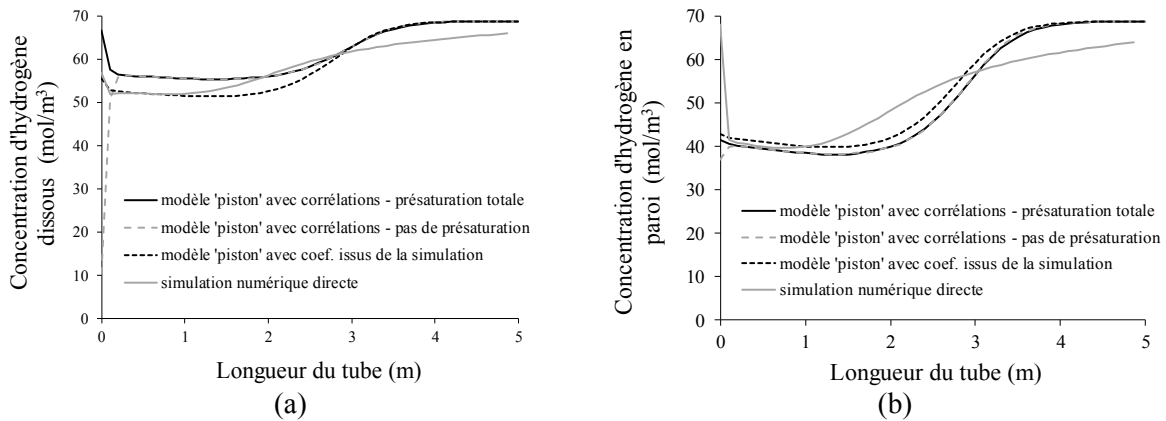 Concentration d'hydrogène
dissous (mol/m³)
70
60
50
40
30
20
10
0
modèle 'piston' avec corrélations - présaturation totale
modèle 'piston' avec corrélations - pas de présaturation
modèle 'piston' avec coef. issus de la simulation
simulation numérique directe
0
1
2
3
4
5
Longueur du tube (m)
(a)
Concentration d'hydrogène en
paroi (mol/m³)
70
60
50
40
30
20
10
0
modèle 'piston' avec corrélations - présaturation totale
modèle 'piston' avec corrélations - pas de présaturation
modèle 'piston' avec coef. issus de la simulation
simulation numérique directe
0
1
2
3
4
5
Longueur du tube (m)
(b)